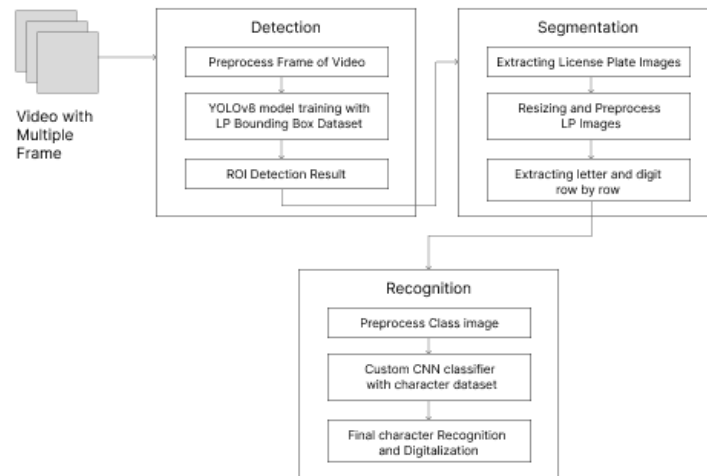 Video with
Multiple
Frame
Detection
Preprocess Frame of Video
YOLOv8 model training with
LP Bounding Box Dataset
ROI Detection Result
Segmentation
Extracting License Plate Images
Resizing and Preprocess
LP Images
Extracting letter and digit
row by row
Recognition
Preprocess Class image
Custom CNN classifier
with character dataset
Final character Recognition
and Digitalization